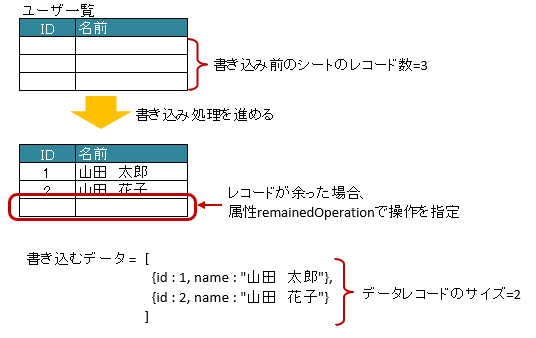 ユーザ一覧
ID 名前
書き込み前のシートのレコード数=3
書き込み処理を進める
ID 名前
1 山田　太郎
2 山田　花子
レコードが余った場合、
属性remainedOperationで操作を指定
書き込むデータ= [
{id : 1, name : "山田　太郎"},
{id : 2, name : "山田　花子"}
]
データレコードのサイズ=2